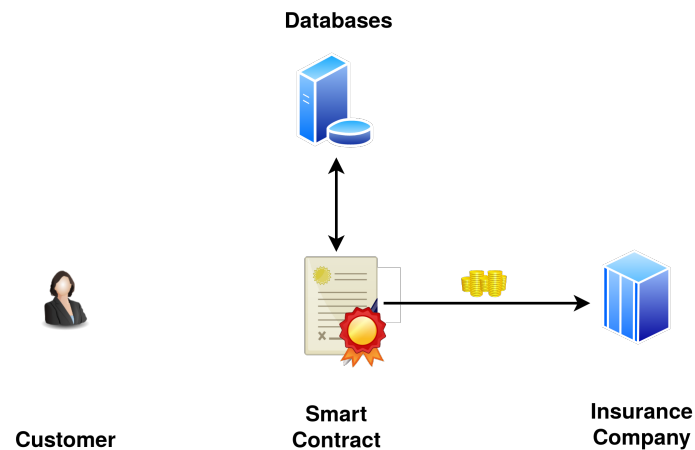 Databases
Smart
Contract
Insurance
Company
Customer